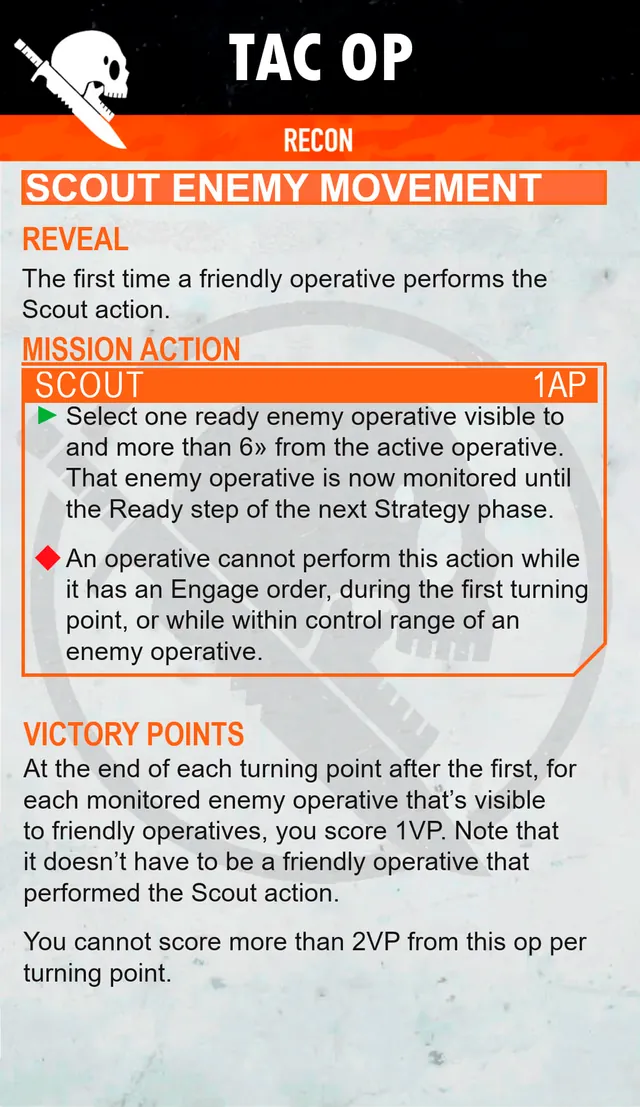 TAC OP
RECON
SCOUT ENEMY MOVEMENT
REVEAL
The first time a friendly operative performs the
Scout action.
MISSION ACTION
SCOUT 1AP
Select one ready enemy operative visible to
and more than 6» from the active operative.
That enemy operative is now monitored until
the Ready step of the next Strategy phase.
An operative cannot perform this action while
it has an Engage order, during the first turning
point, or while within control range of an
enemy operative.
VICTORY POINTS
At the end of each turning point after the first, for
each monitored enemy operative that’s visible
to friendly operatives, you score 1VP. Note that
it doesn’t have to be a friendly operative that
performed the Scout action.
You cannot score more than 2VP from this op per
turning point.